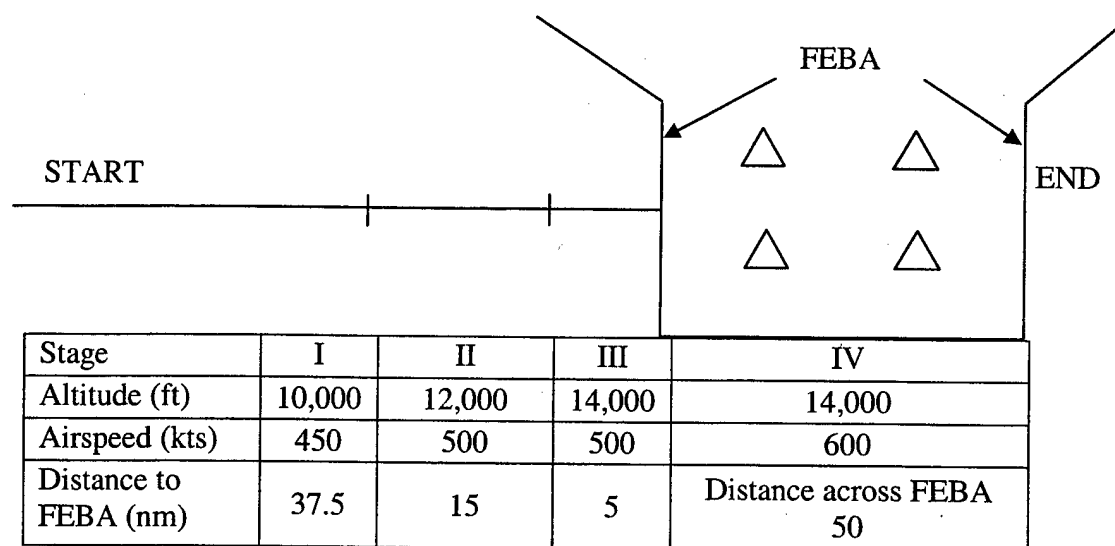 FEBA
START
END
Stage I II III IV
Altitude (ft) 10,000 12,000 14,000 14,000
Airspeed (kts) 450 500 500 600
Distance to
FEBA (nm) 37.5 15 5 Distance across FEBA
50